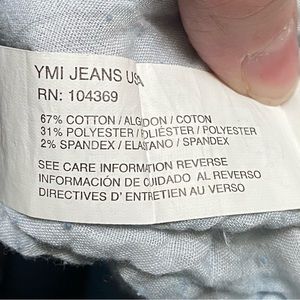 YMI JEANS USA
RN: 104369
67% COTTON / ALGODON / COTON
31% POLYESTER / POLIÉSTER / POLYESTER
2% SPANDEX / ELASTANO / SPANDEX
SEE CARE INFORMATION REVERSE
INFORMACIÓN DE CUIDADO AL REVERSO
DIRECTIVES D' ENTRETIEN AU VERSO